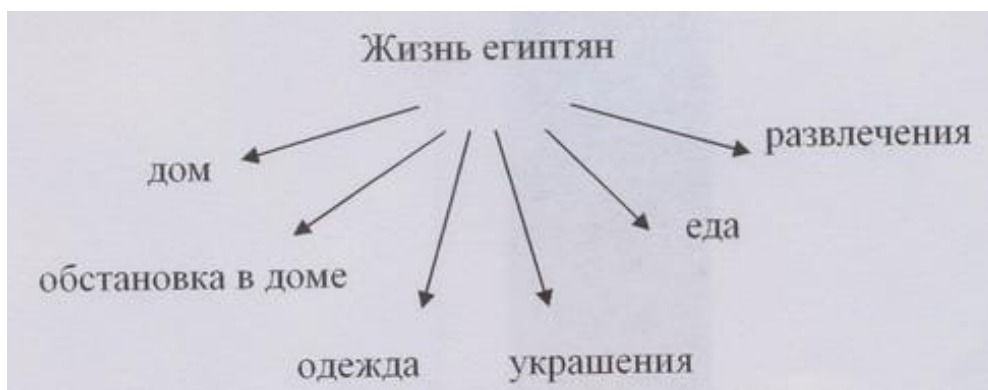 Жизнь египтян
развлечения
дом
еда
обстановка в доме
одежда
украшения